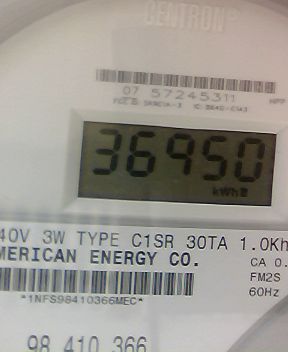 CENTRON®
07 57245311
36950
kWh
40V 3W TYPE C1SR 30TA 1.0Kh
MERICAN ENERGY CO.
CA 0.
FM2S
60Hz
*1NFS98410366MEC*
98 410 366